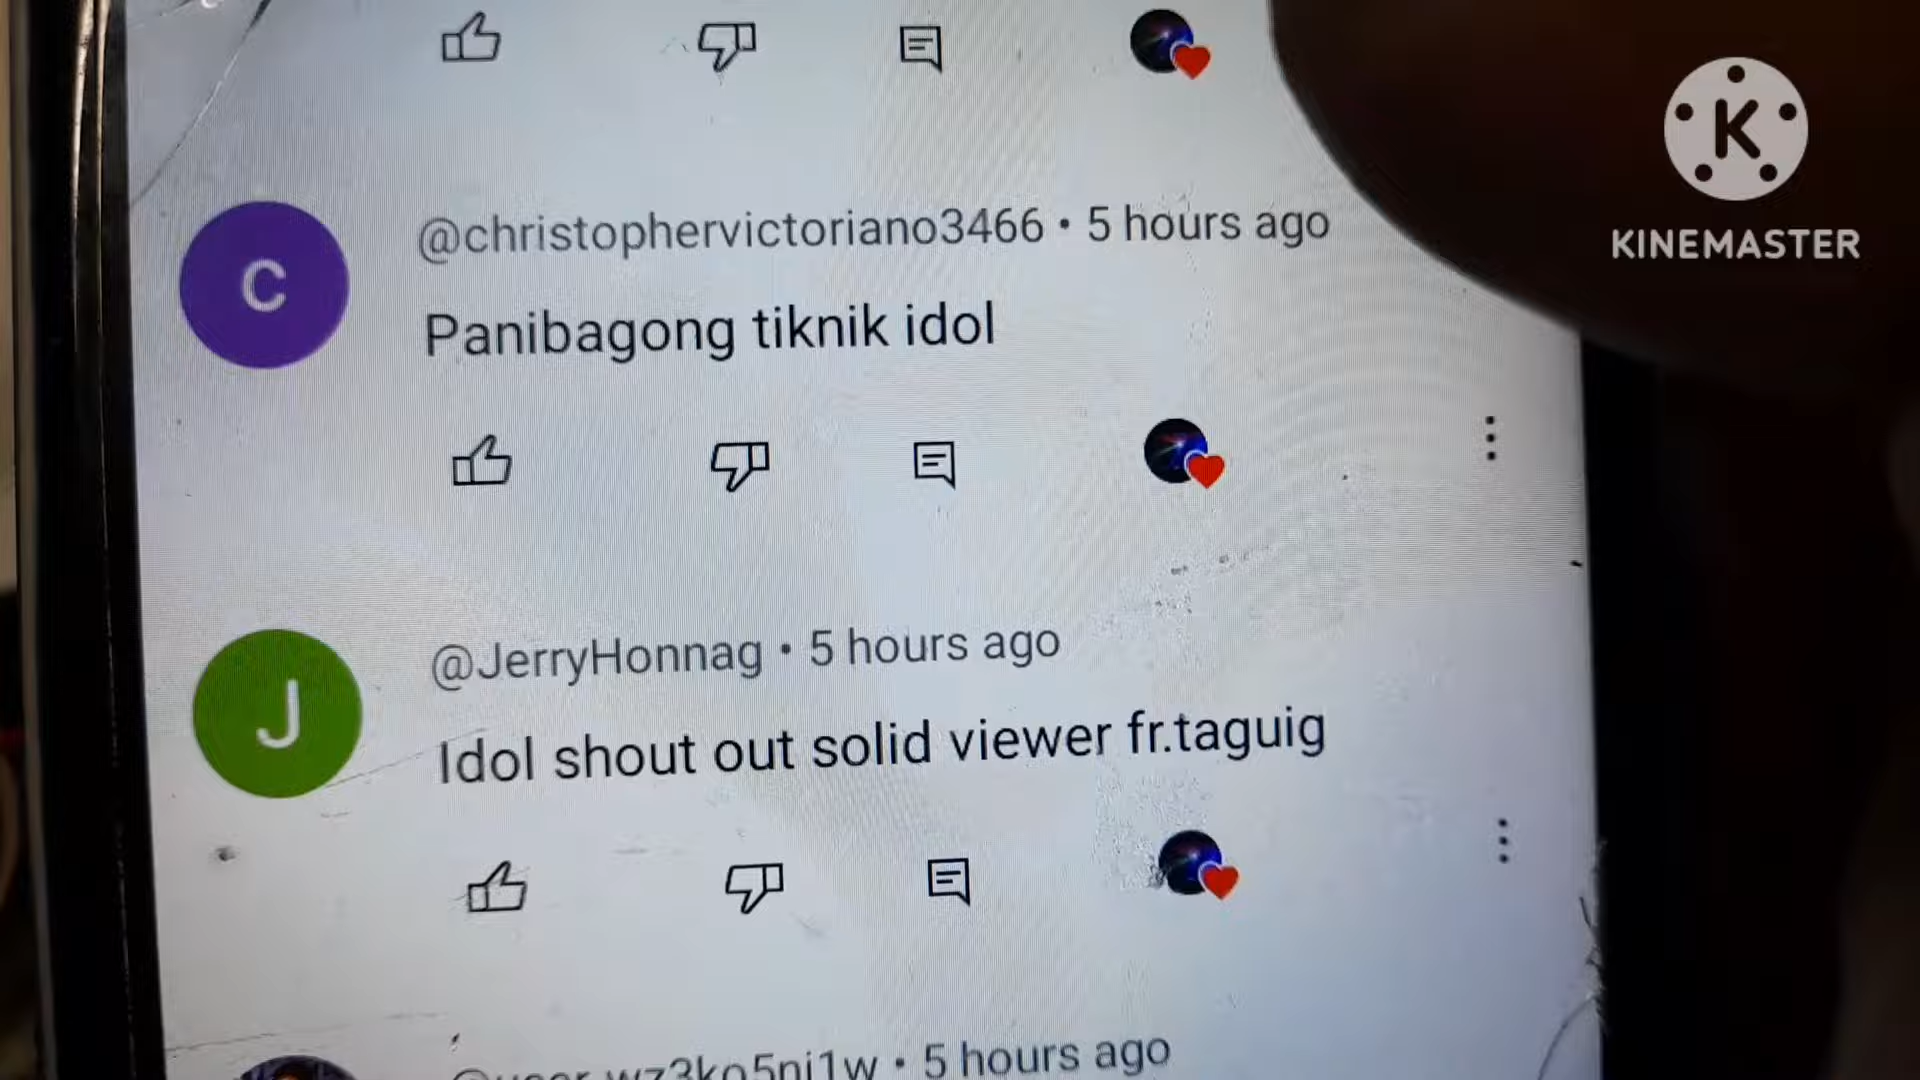 K
KINEMASTER
C
@christophervictoriano3466 • 5 hours ago
Panibagong tiknik idol
J
@JerryHonnag • 5 hours ago
Idol shout out solid viewer fr.taguig
• 5 hours ago